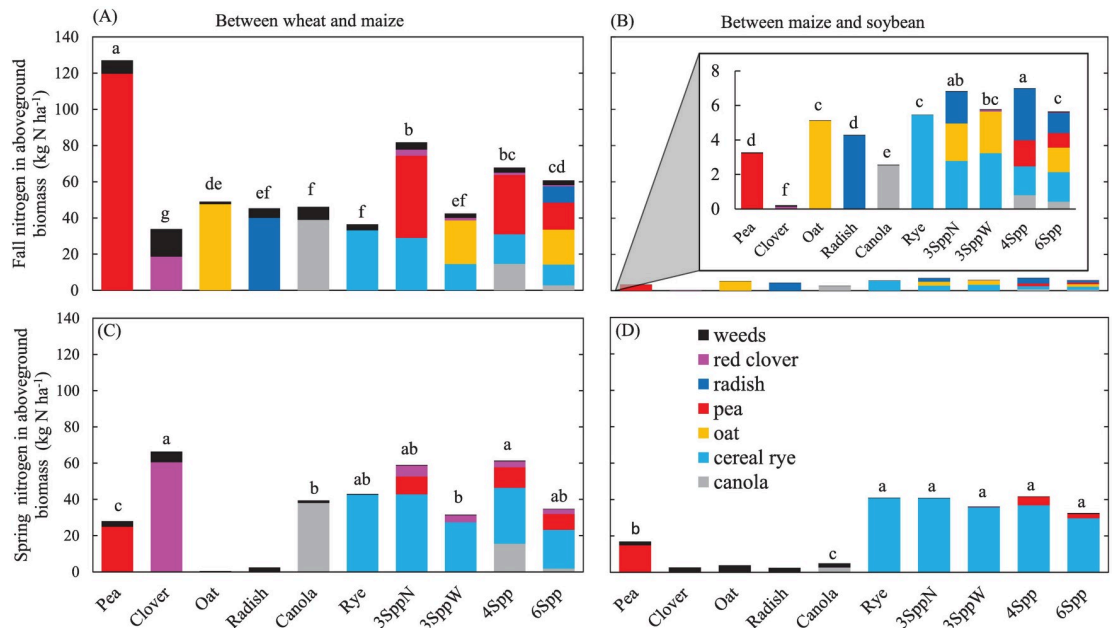 (A)
Between wheat and maize
(B)
Between maize and soybean
Fall nitrogen in aboveground
biomass (kg N ha-1)
140
120
100
80
60
40
20
0
a
g
de
ef
f
f
b
ef
bc
cd
8
6
4
2
0
d
f
c
d
e
c
ab
bc
a
c
Pea
Clover
Oat
Radish
Canola
Rye
3SppN
3SppW
4Spp
6Spp
(C)
Spring nitrogen in aboveground
biomass (kg N ha-1)
140
120
100
80
60
40
20
0
c
a
b
ab
ab
b
a
ab
Pea
Clover
Oat
Radish
Canola
Rye
3SppN
3SppW
4Spp
6Spp
(D)
weeds
red clover
radish
pea
oat
cereal rye
canola
b
c
a
a
a
a
a
Pea
Clover
Oat
Radish
Canola
Rye
3SppN
3SppW
4Spp
6Spp